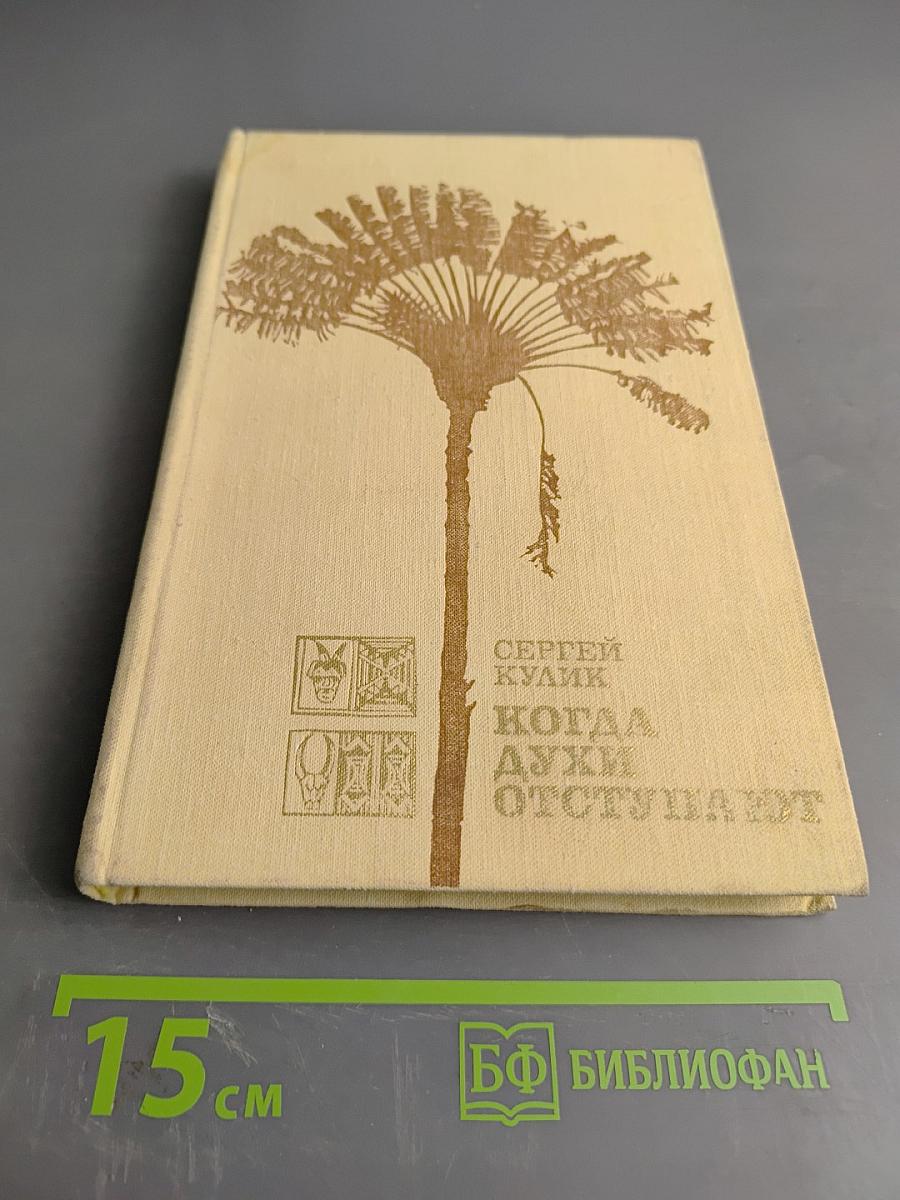 СЕРГЕЙ
КУЛИК
КОГДА
ДУХИ
ОТСТУПАЮТ
15 см
БФ БИБЛИОФАН